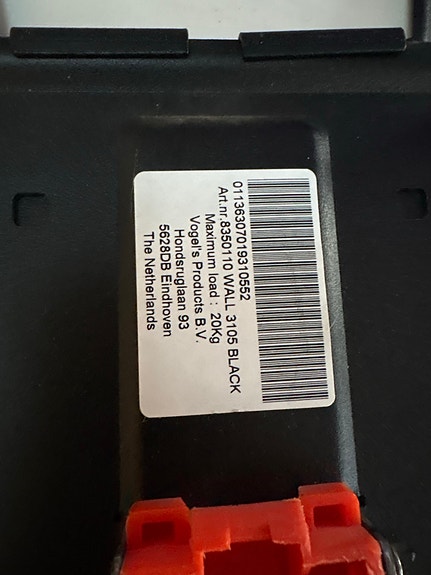 01136307019310552
Art.nr.8350110 WALL 3105 BLACK
Maximum load : 20Kg
Vogel's Products B.V.
Hondsruglaan 93
5628DB Eindhoven
The Netherlands